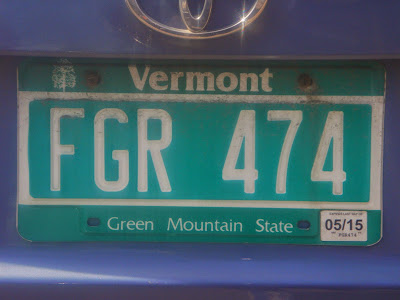 Vermont
FGR 474
Green Mountain State
05/15